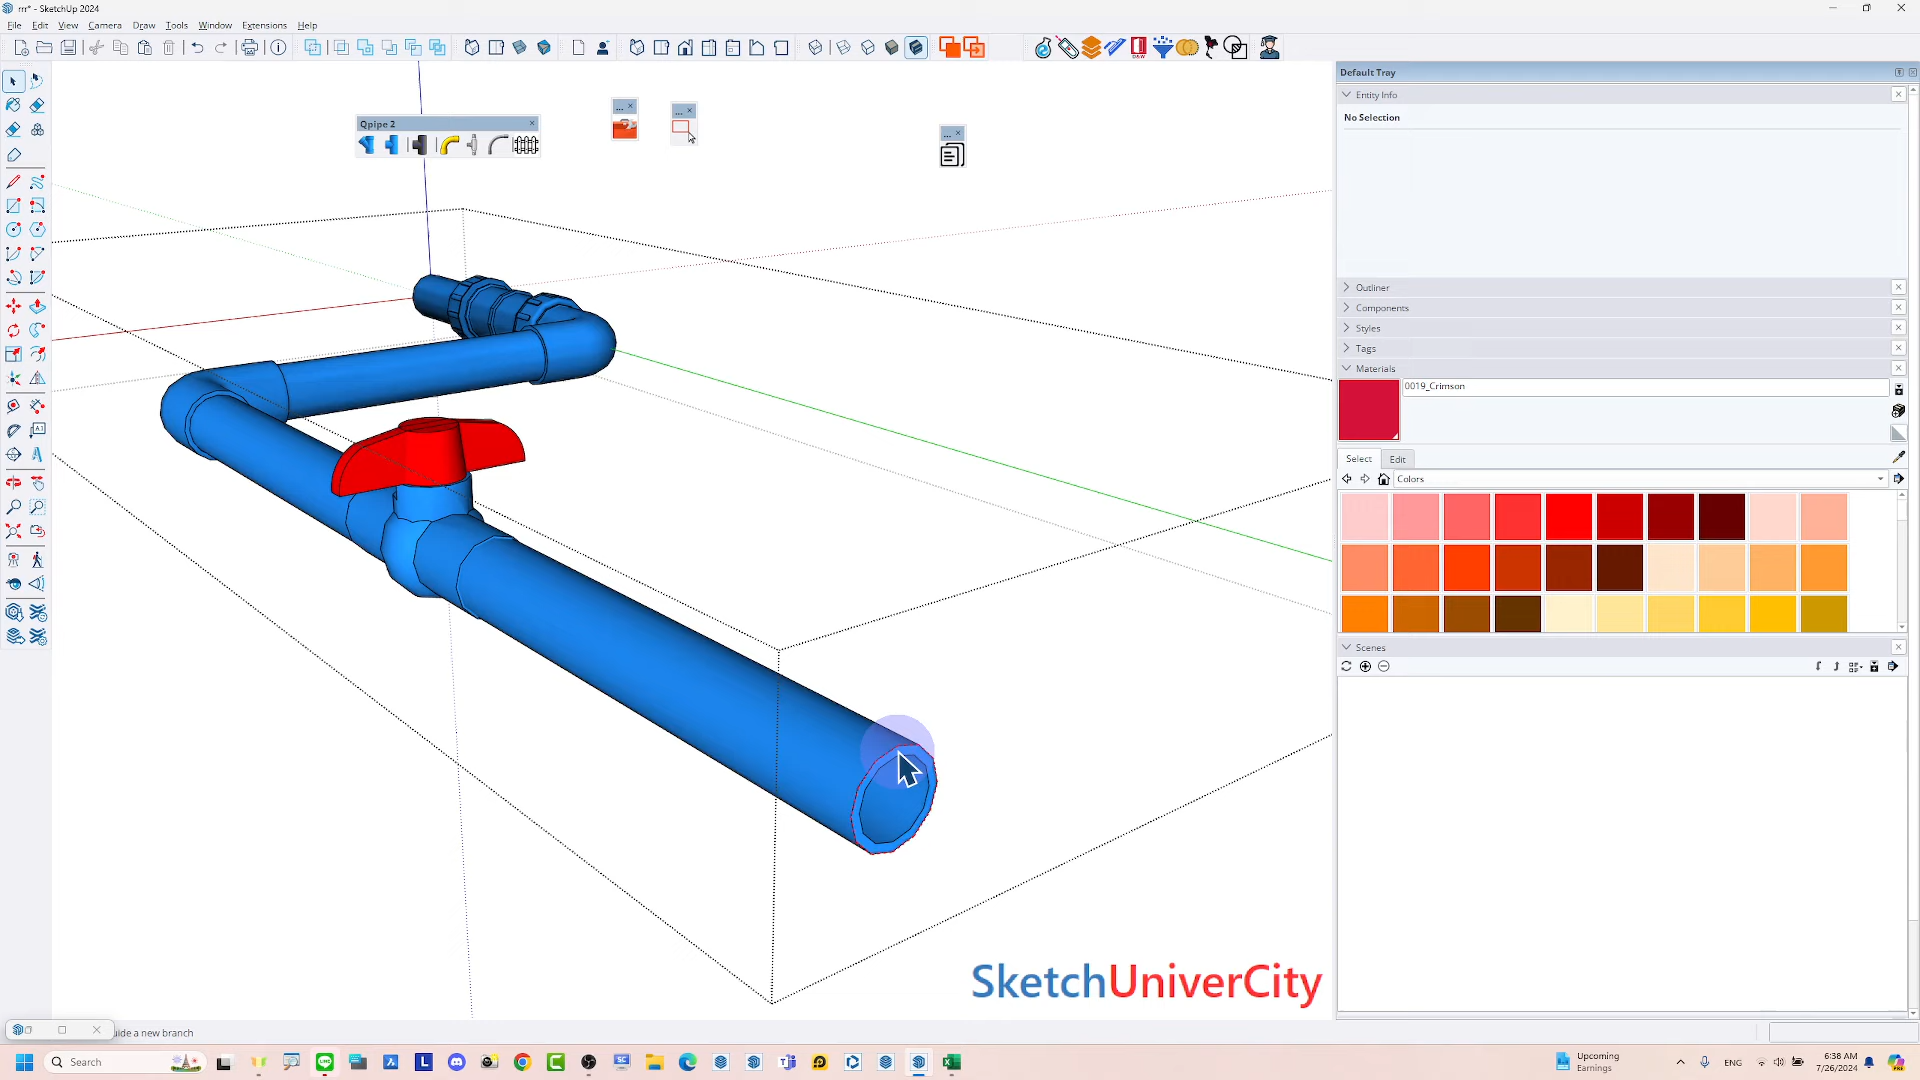 rrr* - SketchUp 2024
File Edit View Camera Draw Tools Window Extensions Help
Qpipe 2
Default Tray
Entity Info
No Selection
Outliner
Components
Styles
Tags
Materials
0019_Crimson
Select Edit
Colors
Scenes
SketchUniverCity
uide a new branch
Search
Upcoming
Earnings
ENG
6:38 AM
7/26/2024